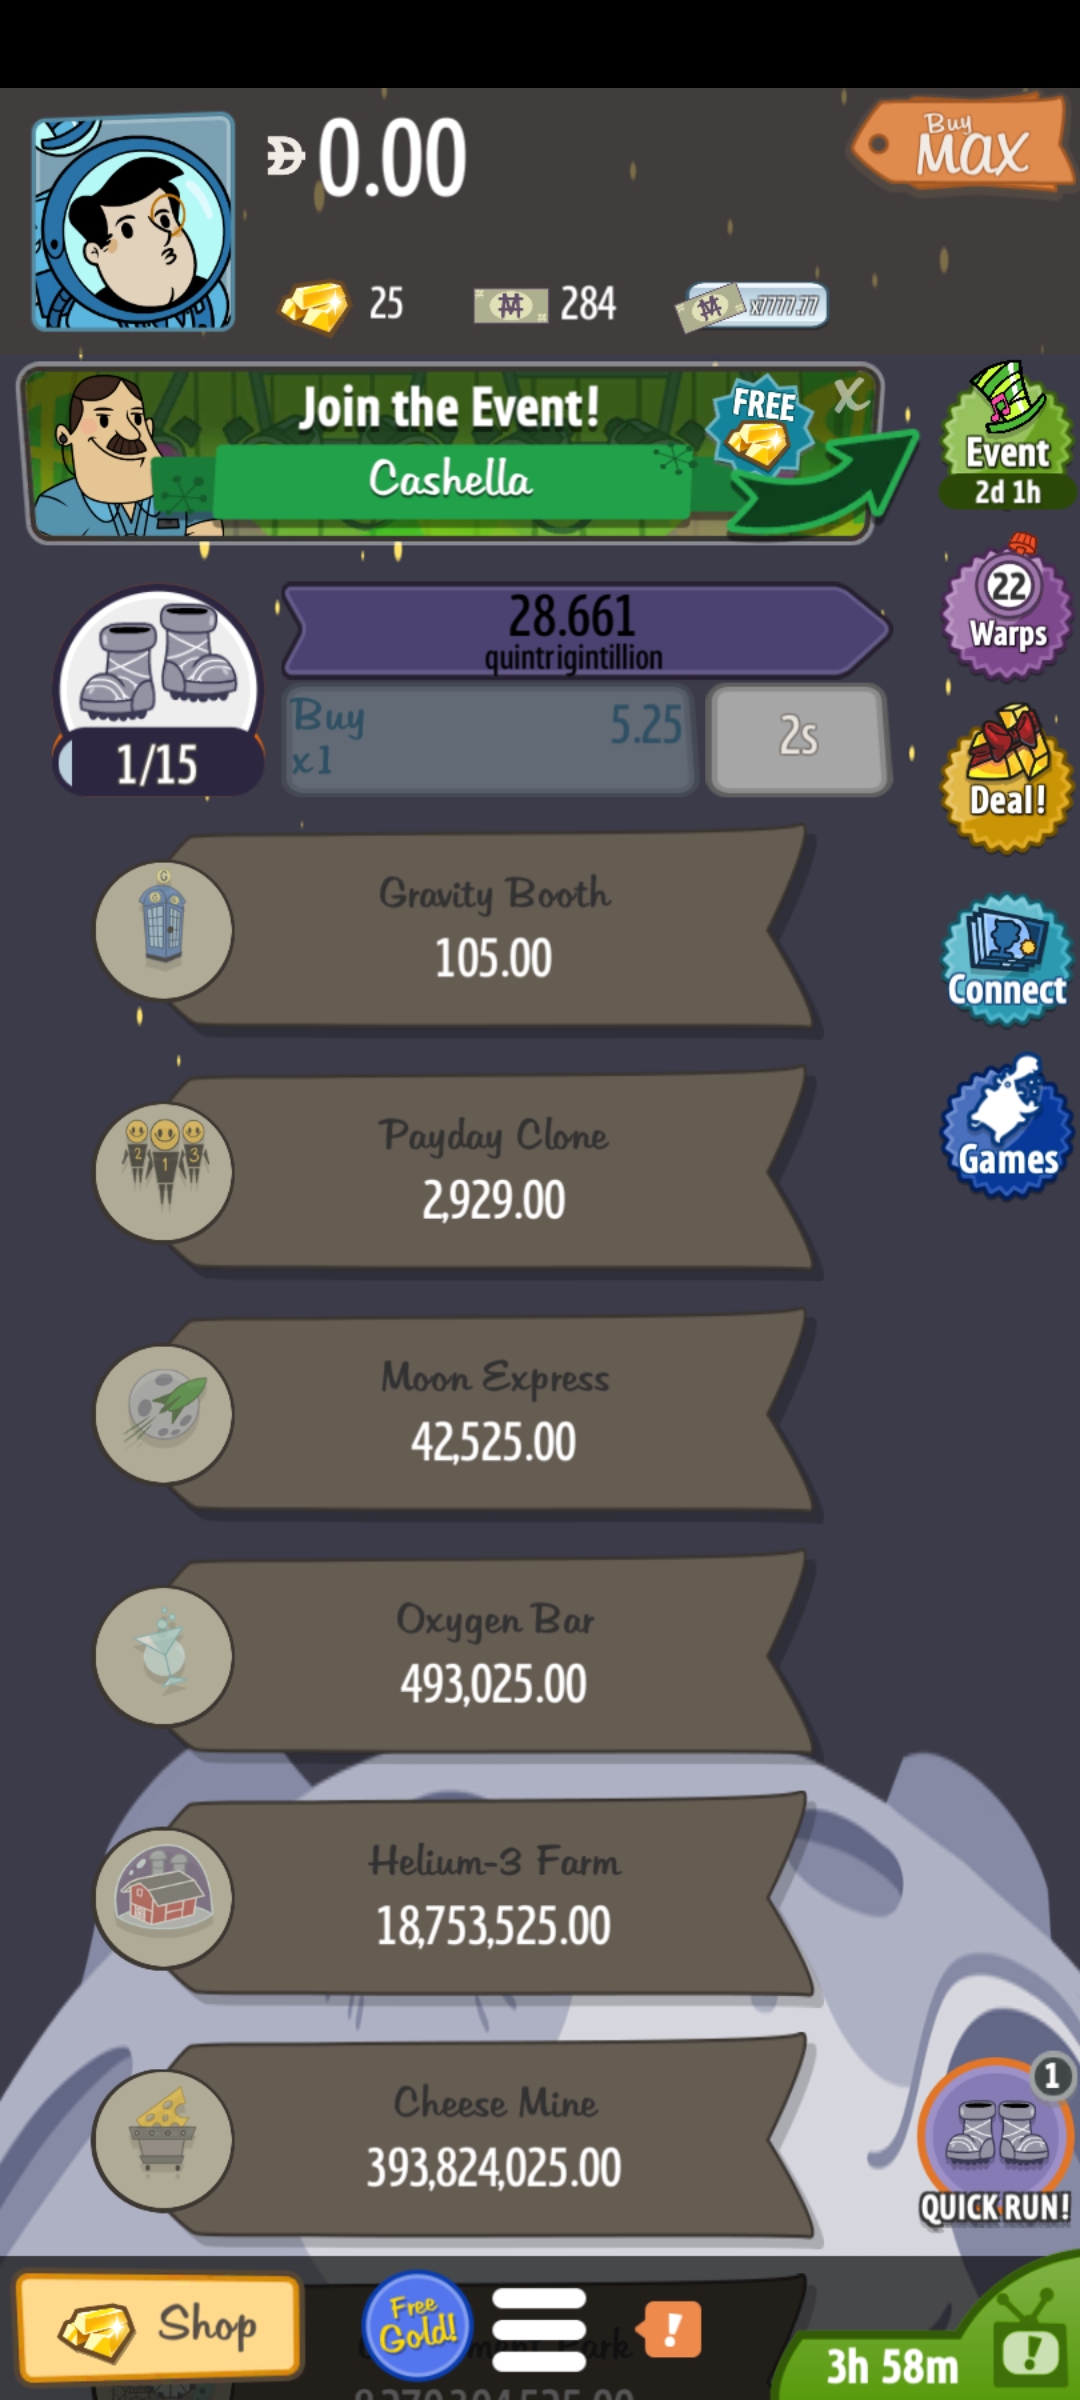 0.00
Buy
MAX
25
284
x7777.77
Join the Event!
FREE
X
Cashella
Event
2d 1h
28.661
quintrigintillion
22
Warps
Buy
x1
5.25
2s
1/15
Deal!
Gravity Booth
105.00
Connect
Payday Clone
2,929.00
2 1 3
Games
Moon Express
42,525.00
Oxygen Bar
493,025.00
Helium-3 Farm
18,753,525.00
Cheese Mine
393,824,025.00
1
QUICK RUN!
Shop
Free
Gold!
!
3h 58m
!